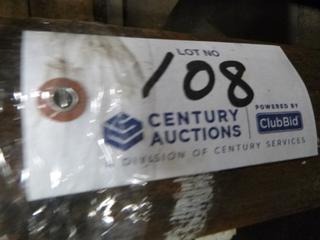 LOT NO
108
CENTURY
AUCTIONS
POWERED BY
ClubBid
A DIVISION OF CENTURY SERVICES